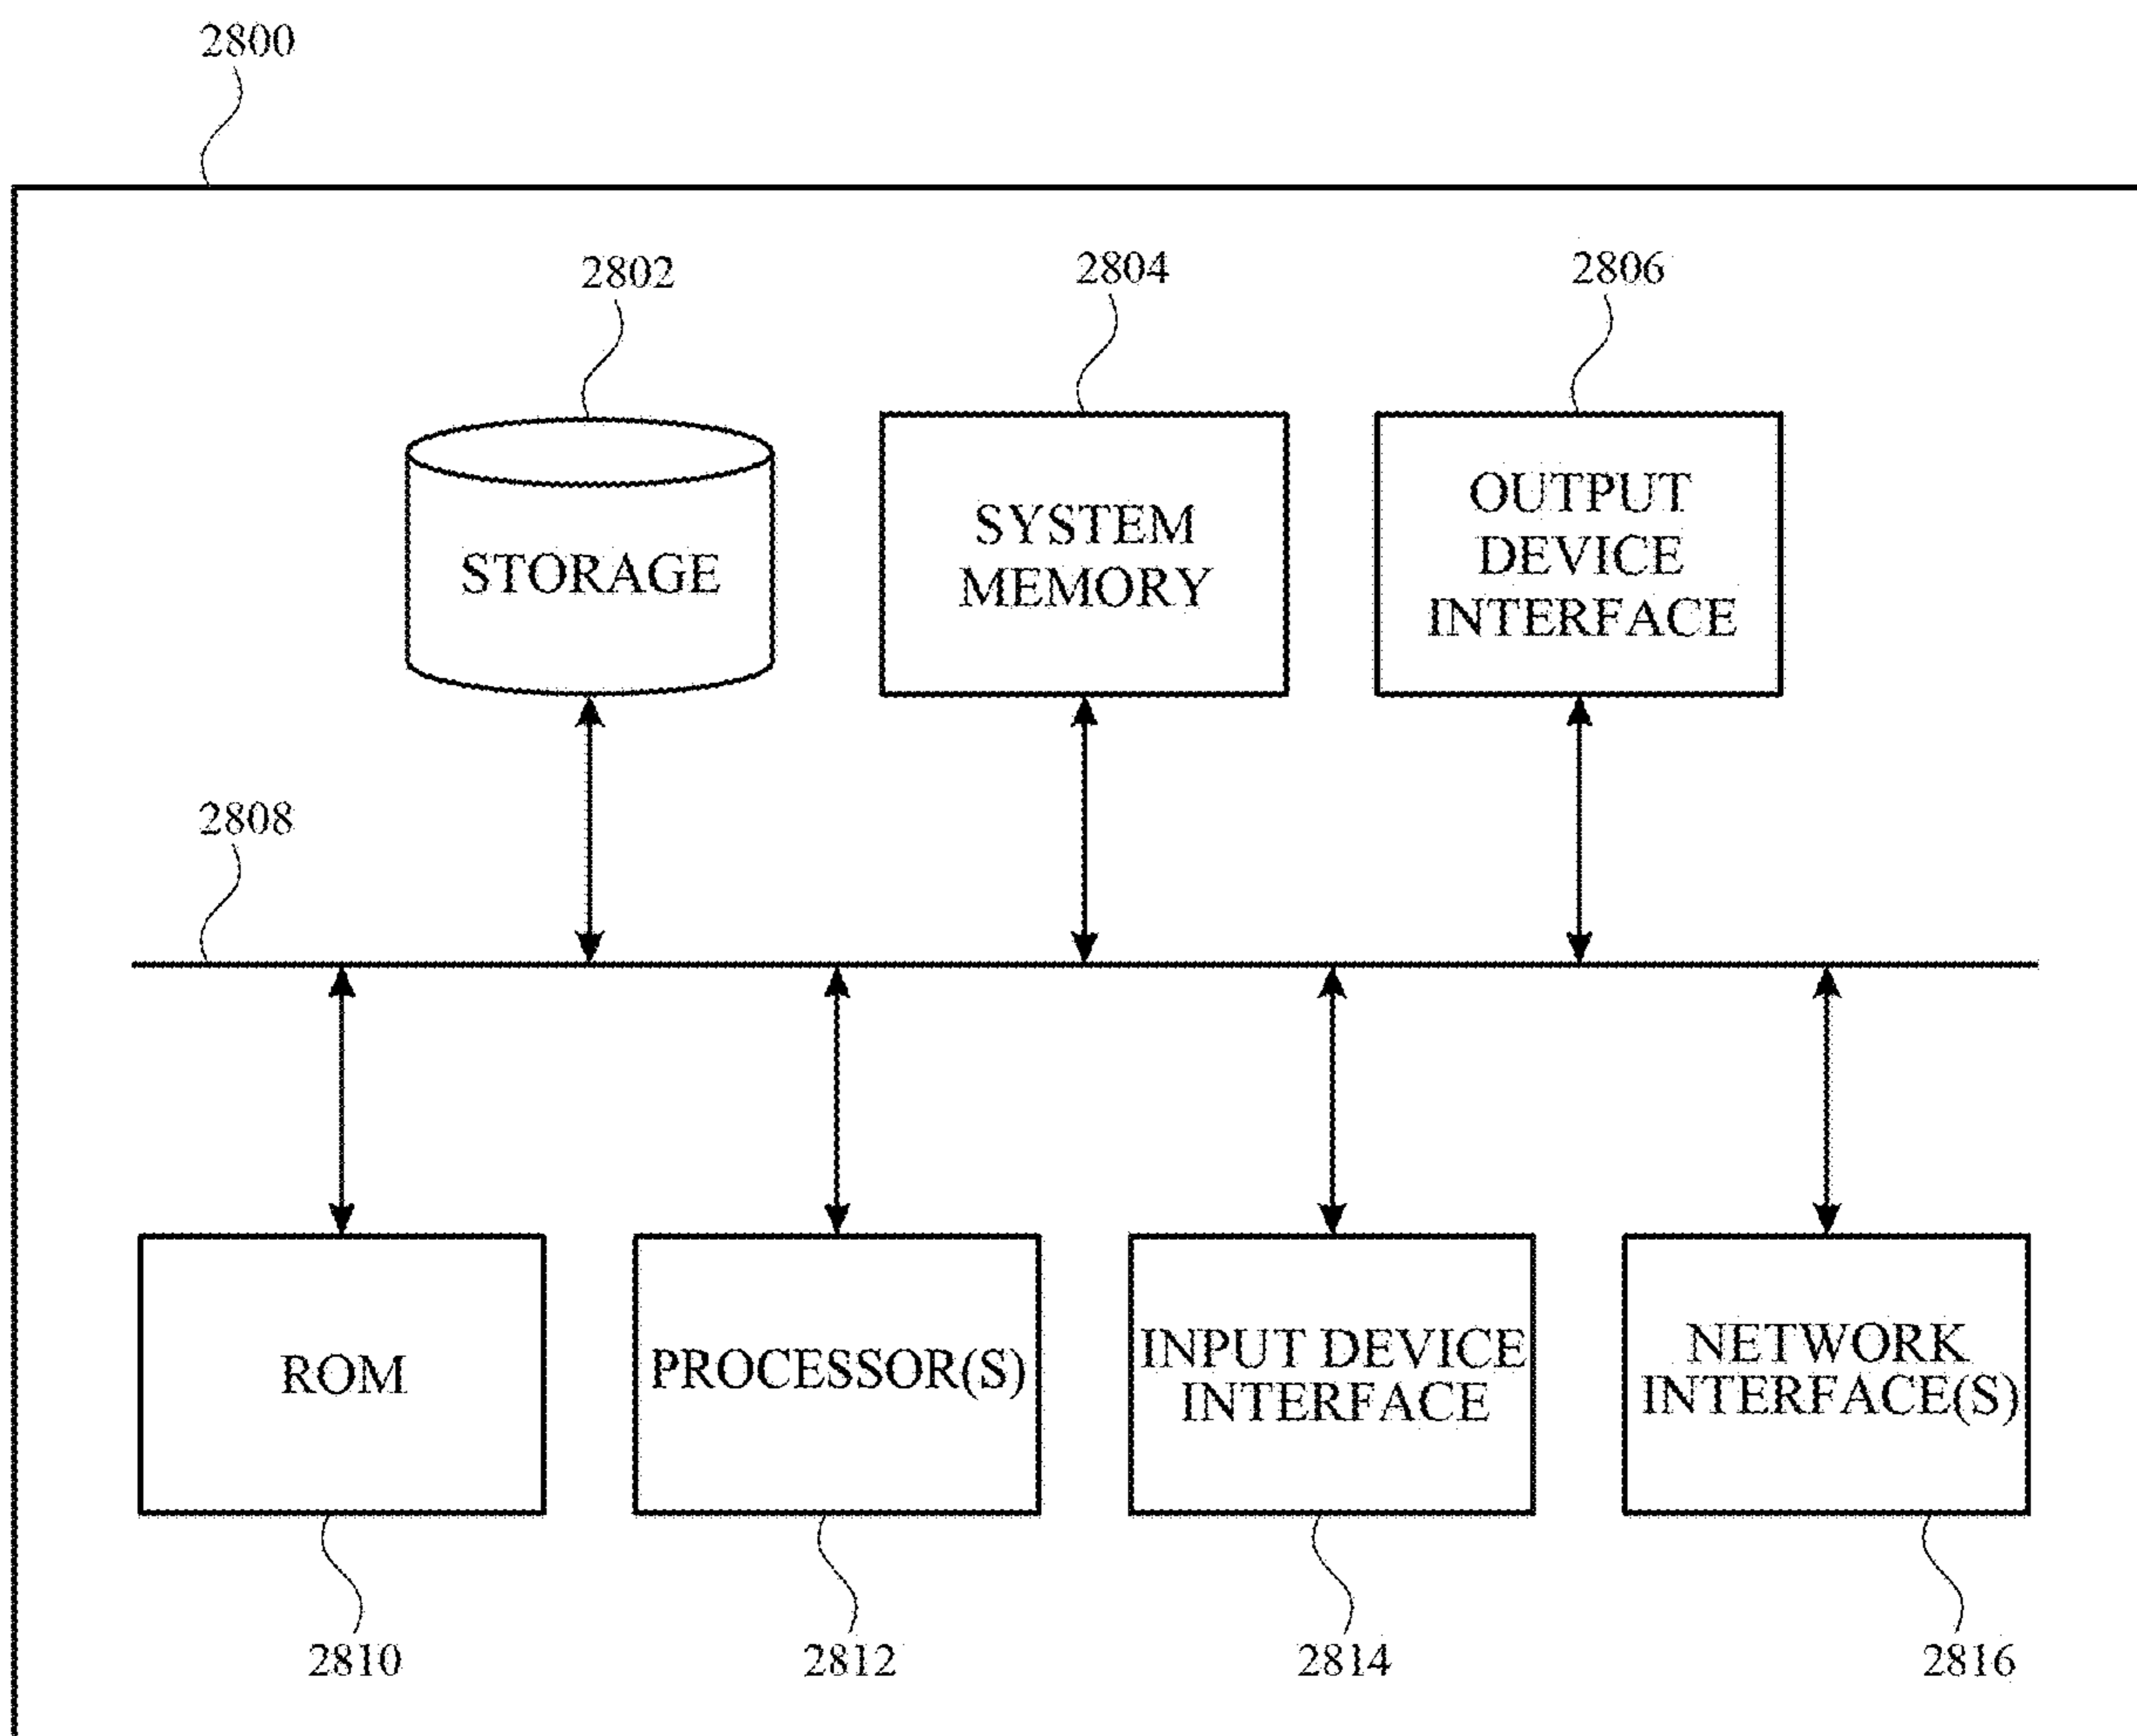 2800
2802
2804
2806
STORAGE
SYSTEM
MEMORY
OUTPUT
DEVICE
INTERFACE
2808
ROM
PROCESSOR(S)
INPUT DEVICE
INTERFACE
NETWORK
INTERFACE(S)
2810
2812
2814
2816